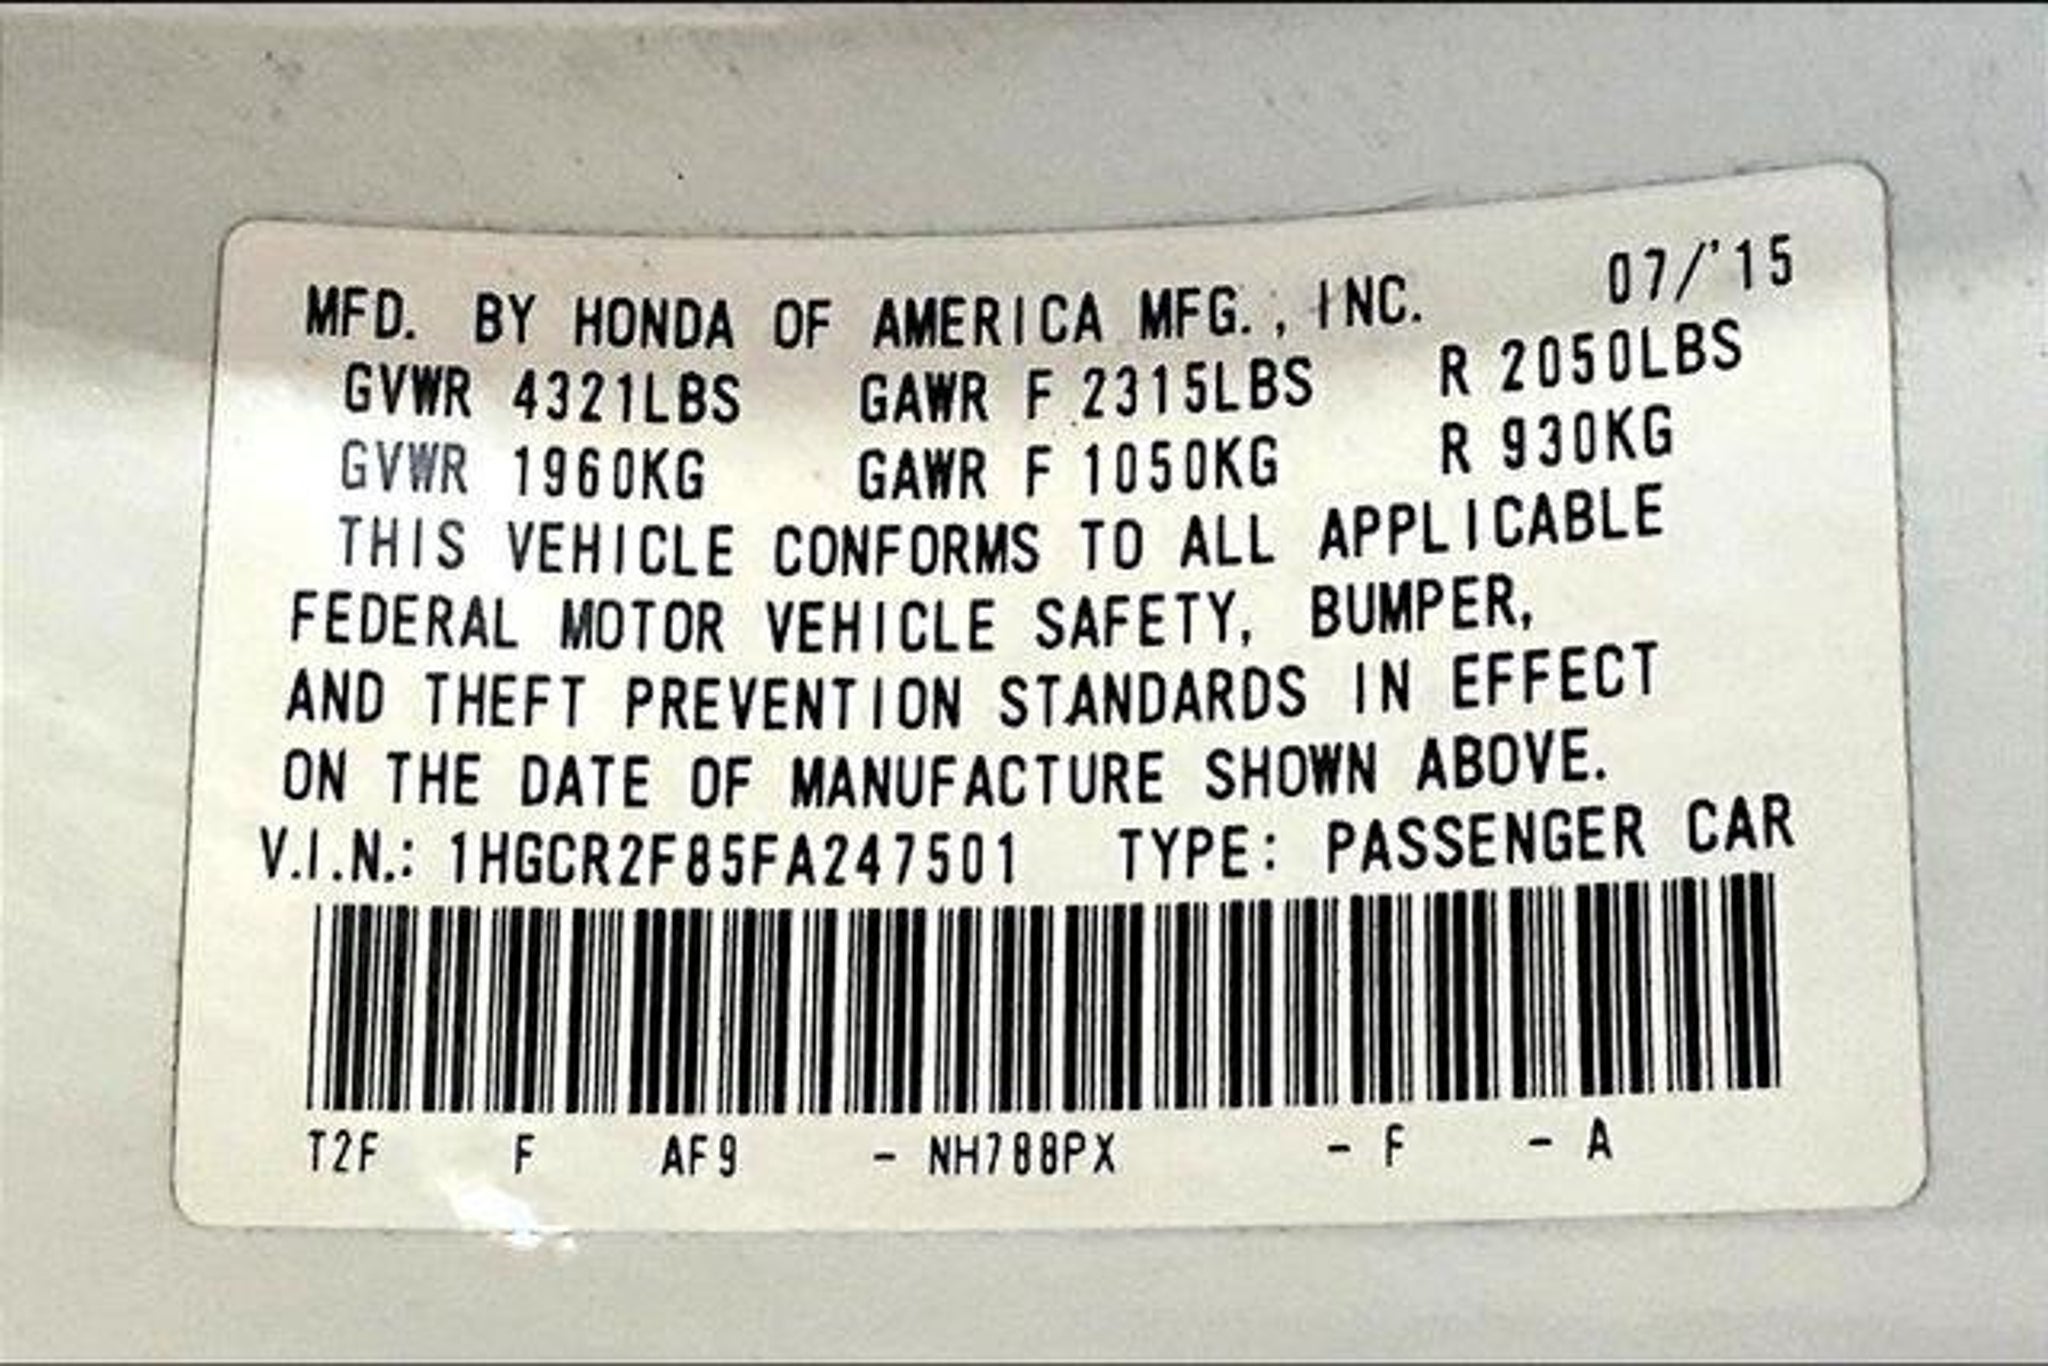 07/'15
MFD. BY HONDA OF AMERICA MFG., INC.
GVWR 4321LBS GAWR F 2315LBS R 2050LBS
GVWR 1960KG GAWR F 1050KG R 930KG
THIS VEHICLE CONFORMS TO ALL APPLICABLE
FEDERAL MOTOR VEHICLE SAFETY, BUMPER,
AND THEFT PREVENTION STANDARDS IN EFFECT
ON THE DATE OF MANUFACTURE SHOWN ABOVE.
V.I.N.: 1HGCR2F85FA247501 TYPE: PASSENGER CAR
T2F F AF9 - NH788PX - F - A